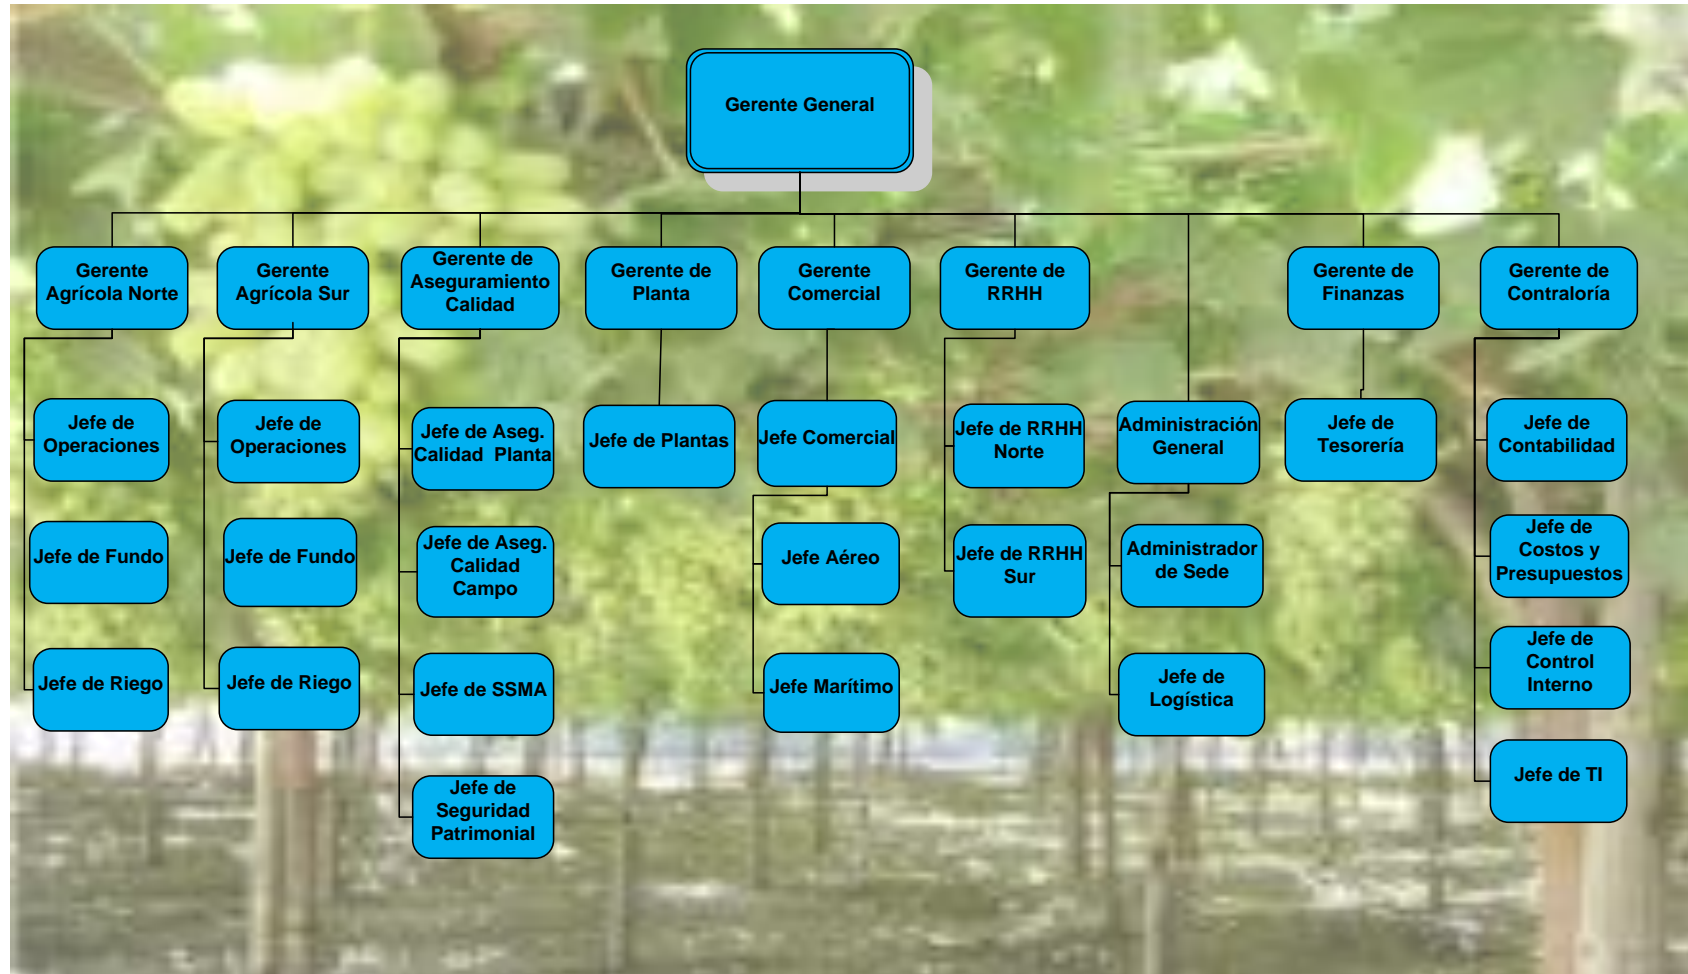 Gerente General
Gerente
Agrícola Norte
Gerente
Agrícola Sur
Gerente de
Aseguramiento
Calidad
Gerente de
Planta
Gerente
Comercial
Gerente de
RRHH
Gerente de
Finanzas
Gerente de
Contraloría
Jefe de
Operaciones
Jefe de
Operaciones
Jefe de Aseg.
Calidad  Planta
Jefe de Plantas
Jefe Comercial
Jefe de RRHH
Norte
Administración
General
Jefe de
Tesorería
Jefe de
Contabilidad
Jefe de Fundo
Jefe de Fundo
Jefe de Aseg.
Calidad
Campo
Jefe Aéreo
Jefe de RRHH
Sur
Administrador
de Sede
Jefe de
Costos y
Presupuestos
Jefe de Riego
Jefe de Riego
Jefe de SSMA
Jefe Marítimo
Jefe de
Logística
Jefe de
Control
Interno
Jefe de
Seguridad
Patrimonial
Jefe de TI